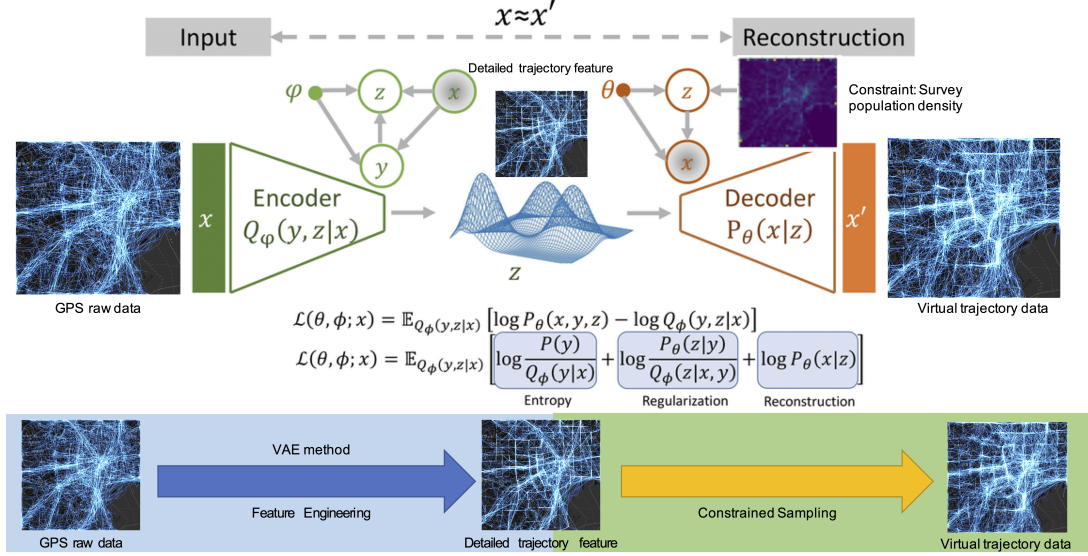 x≈x′
Input
Reconstruction
Detailed trajectory feature
φ
z
x
y
θ
z
x
Constraint: Survey
population density
x
Encoder
Qφ(y, z|x)
z
Decoder
Pθ(x|z)
x′
GPS raw data
Virtual trajectory data
ℒ(θ, ϕ; x) = 𝔼Qϕ(y,z|x) [log Pθ(x, y, z) − log Qϕ(y, z|x)]
ℒ(θ, ϕ; x) = 𝔼Qϕ(y,z|x) [log P(y)/Qϕ(y|x) + log Pθ(z|y)/Qϕ(z|x, y) + log Pθ(x|z)]
Entropy
Regularization
Reconstruction
VAE method
Feature Engineering
Constrained Sampling
GPS raw data
Detailed trajectory feature
Virtual trajectory data